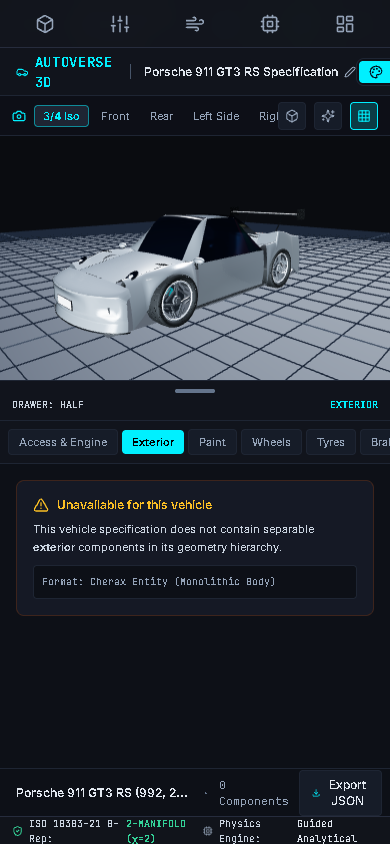 AUTOVERSE
3D
Porsche 911 GT3 RS Specification
3/4 Iso Front Rear Left Side
DRAWER: HALF EXTERIOR
Access & Engine Exterior Paint Wheels Tyres
Unavailable for this vehicle
This vehicle specification does not contain separable
exterior components in its geometry hierarchy.
Format: Cherax Entity (Monolithic Body)
Porsche 911 GT3 RS (992, 2...
·
0
Components
Export
JSON
ISO 10303-21 B-
Rep:
2-MANIFOLD
(χ=2)
Physics
Engine:
Guided
Analytical